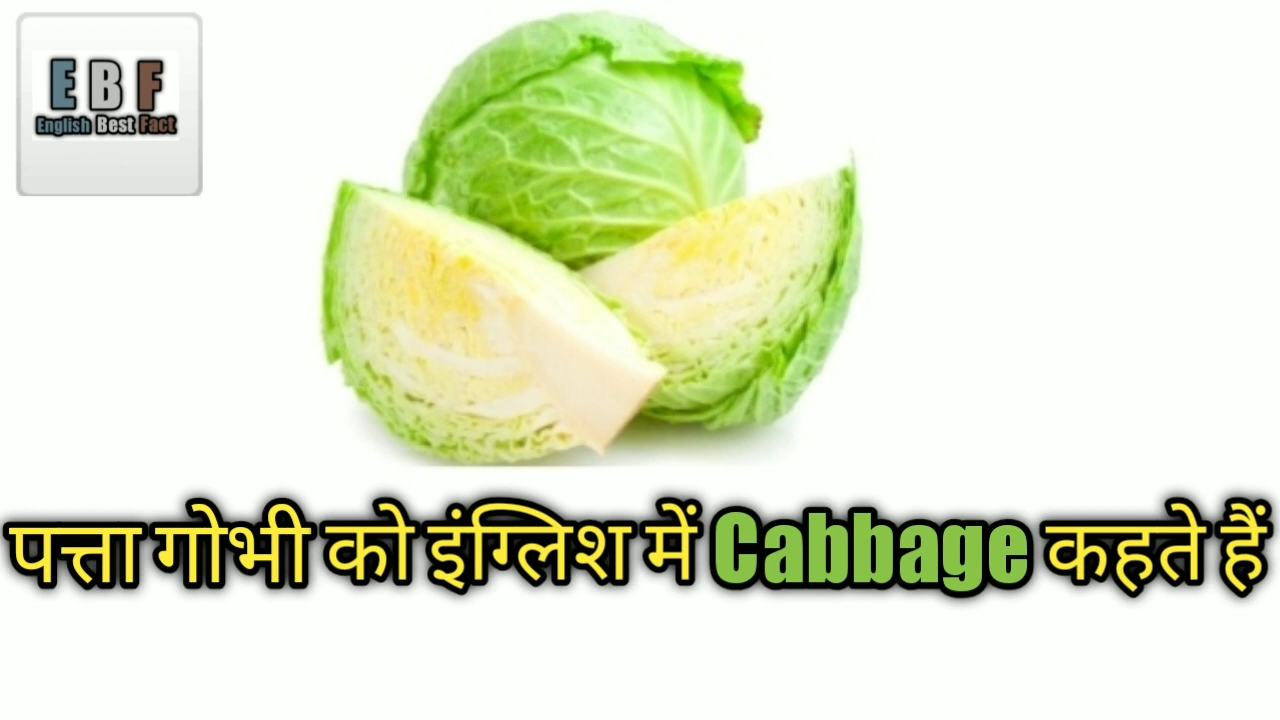 E B F
English Best Fact
पत्ता गोभी को इंग्लिश में Cabbage कहते हैं